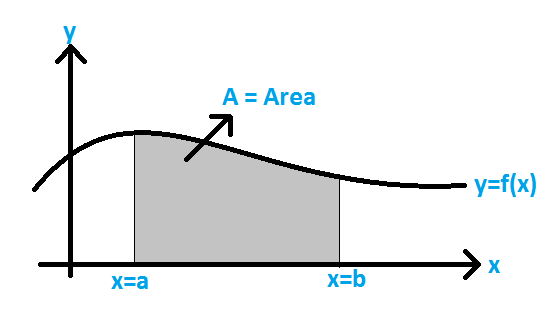 y
A = Area
y=f(x)
x
x=a
x=b